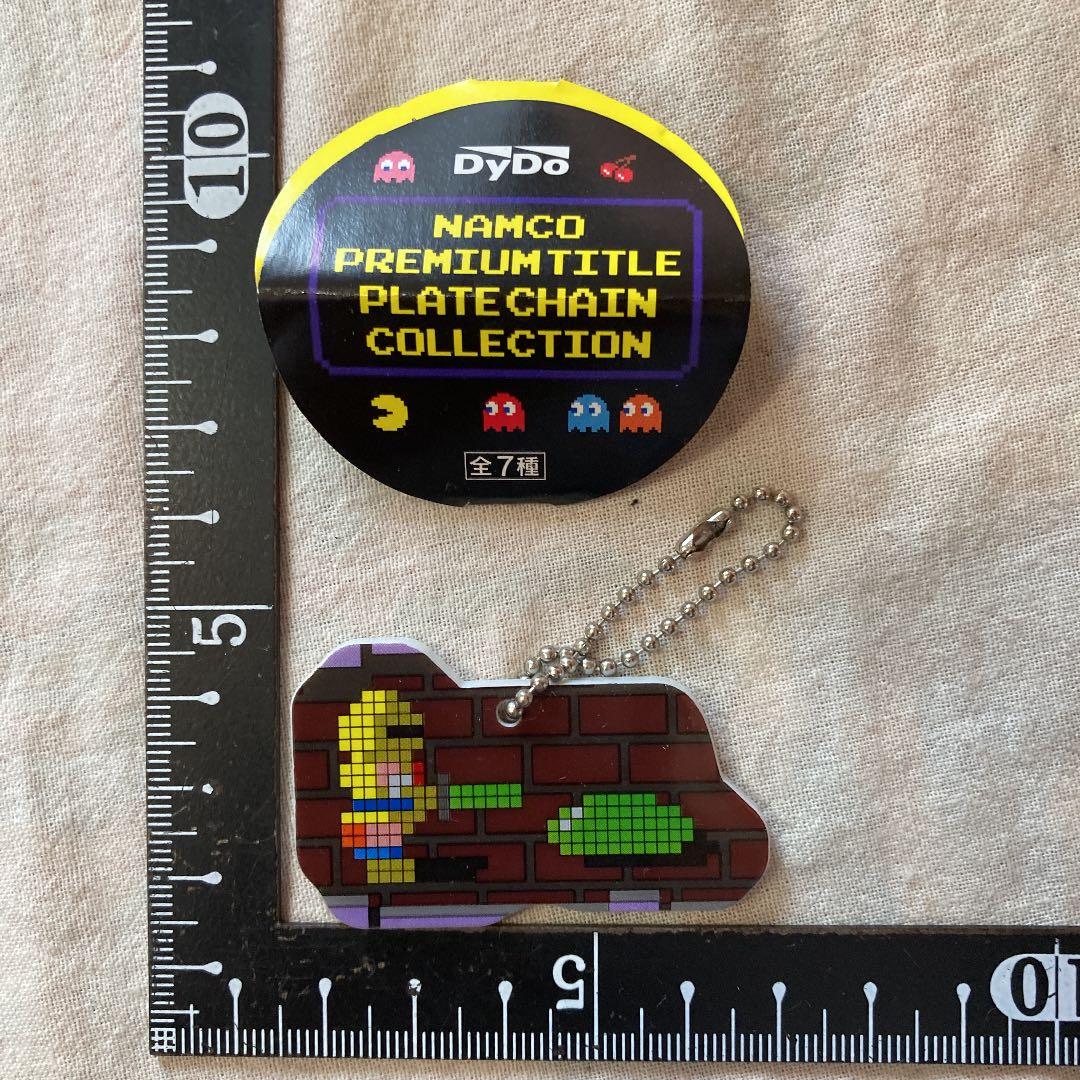 DyDo
NAMCO
PREMIUM TITLE
PLATE CHAIN
COLLECTION
全7種
10
5
5
10